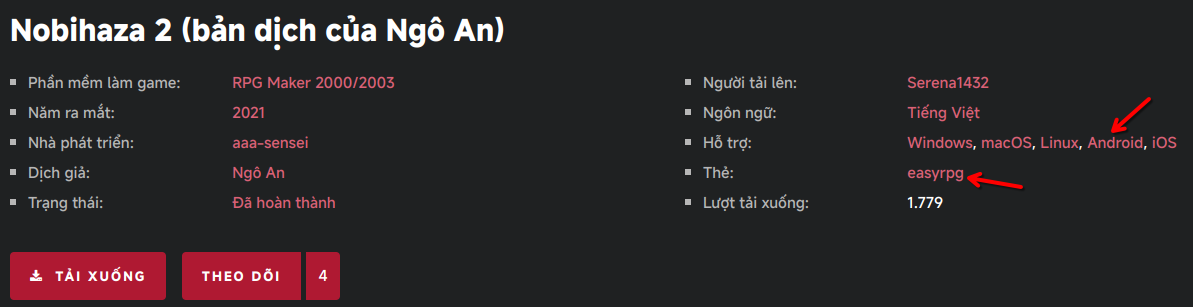 Nobihaza 2 (bản dịch của Ngô An)
Phần mềm làm game: RPG Maker 2000/2003
Năm ra mắt: 2021
Nhà phát triển: aaa-sensei
Dịch giả: Ngô An
Trạng thái: Đã hoàn thành
Người tải lên: Serena1432
Ngôn ngữ: Tiếng Việt
Hỗ trợ: Windows, macOS, Linux, Android, iOS
Thẻ: easyrpg
Lượt tải xuống: 1.779
TẢI XUỐNG
THEO DÕI 4